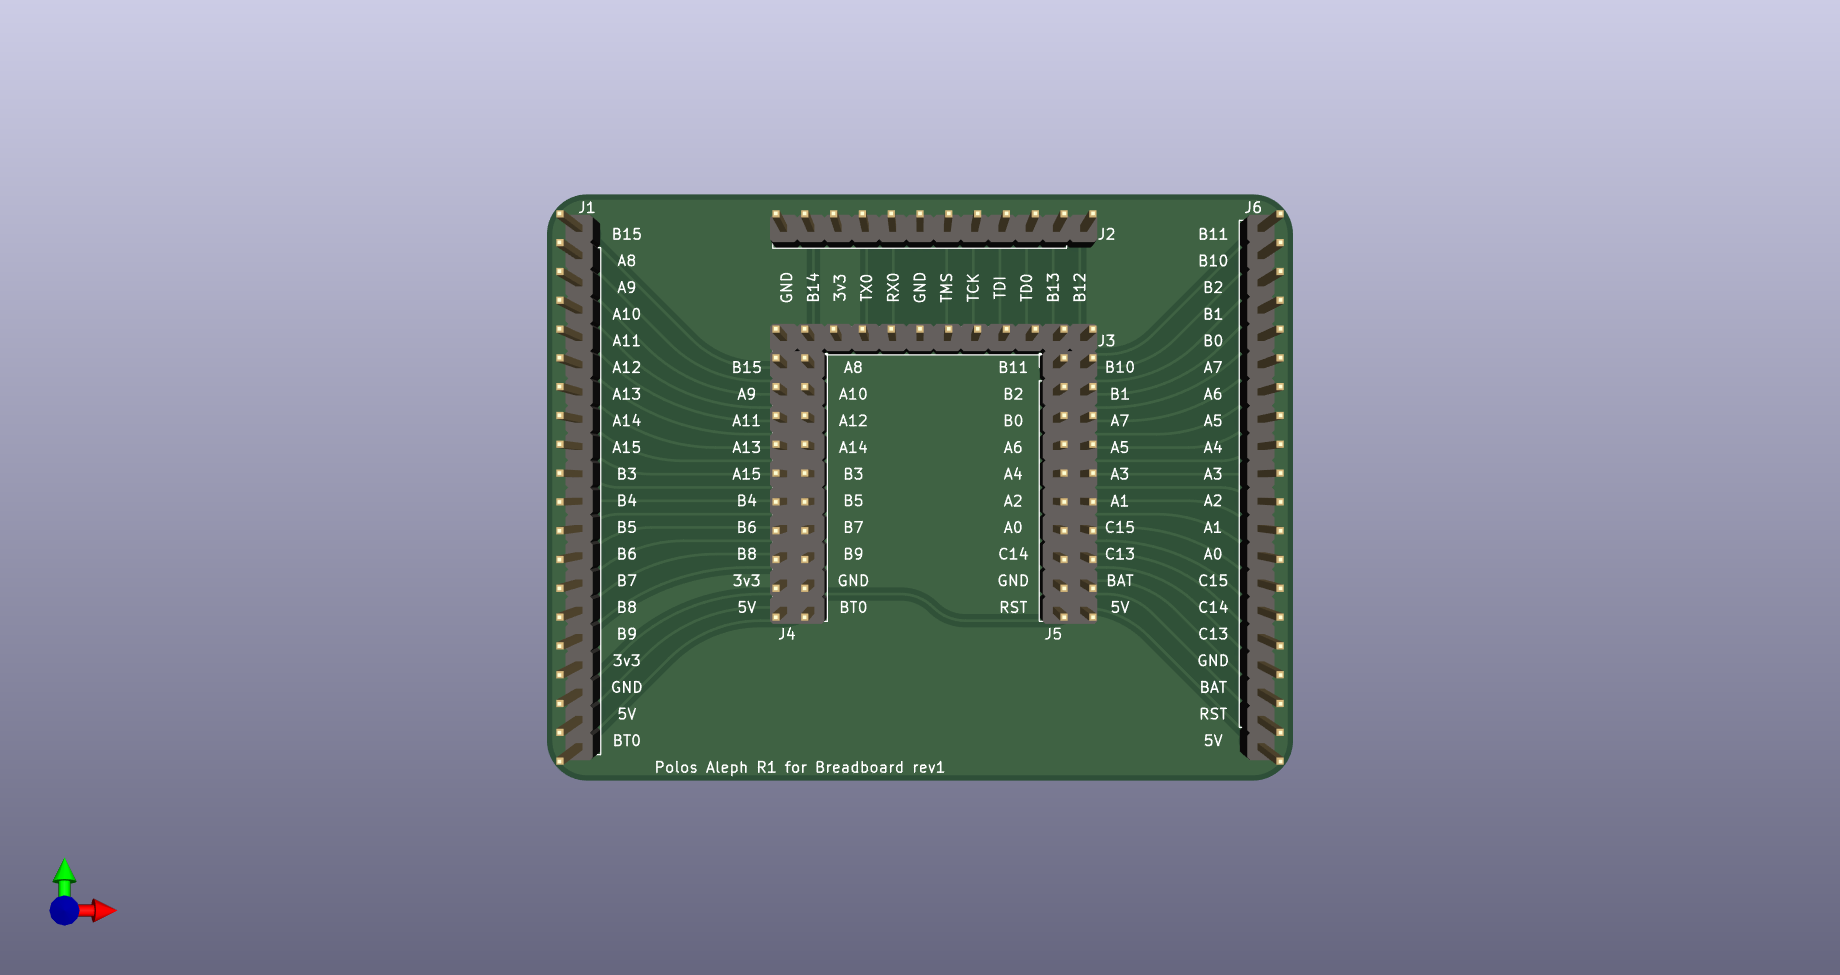 J1 J6
B15 J2 B11
A8 B10
GND B14 3v3 TX0 RX0 GND TMS TCK TDI TD0 B13 B12
A9 B2
A10 B1
A11 J3 B0
A12 B15 A8 B11 B10 A7
A13 A9 A10 B2 B1 A6
A14 A11 A12 B0 A7 A5
A15 A13 A14 A6 A5 A4
B3 A15 B3 A4 A3 A3
B4 B4 B5 A2 A1 A2
B5 B6 B7 A0 C15 A1
B6 B8 B9 C14 C13 A0
B7 3v3 GND GND BAT C15
B8 5V BT0 RST 5V C14
B9 J4 J5 C13
3v3 GND
GND BAT
5V RST
BT0 5V
Polos Aleph R1 for Breadboard rev1